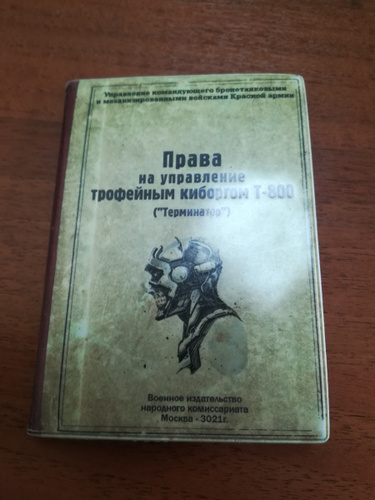 Управление командующего бронетанковыми
и механизированными войсками Красной армии
Права
на управление
трофейным киборгом Т-800
("Терминатор")
Военное издательство
народного комиссариата
Москва - 3021г.